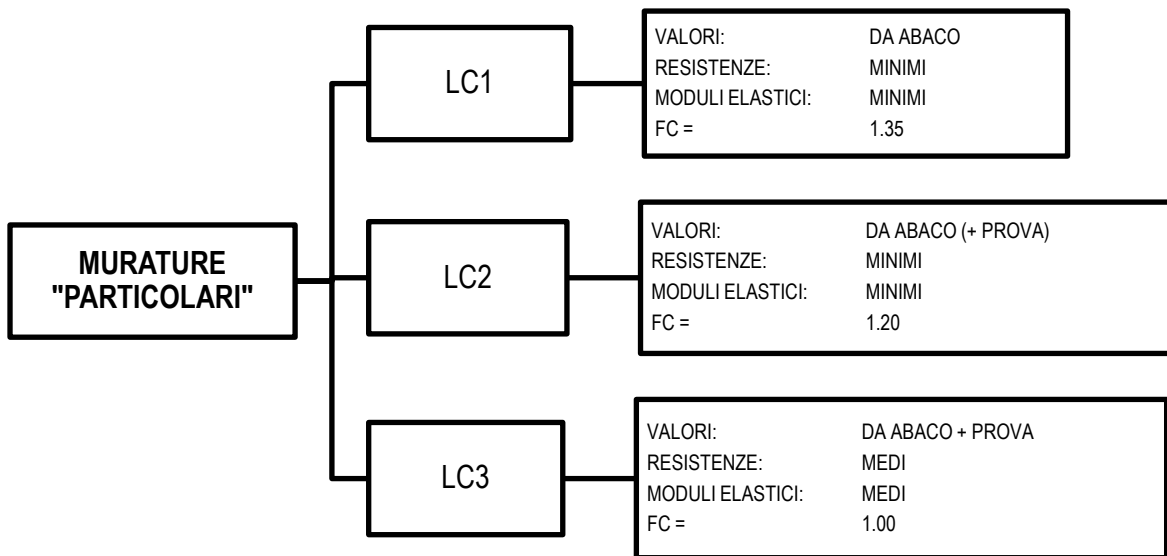 MURATURE
"PARTICOLARI"
LC1
VALORI: DA ABACO
RESISTENZE: MINIMI
MODULI ELASTICI: MINIMI
FC = 1.35
LC2
VALORI: DA ABACO (+ PROVA)
RESISTENZE: MINIMI
MODULI ELASTICI: MINIMI
FC = 1.20
LC3
VALORI: DA ABACO + PROVA
RESISTENZE: MEDI
MODULI ELASTICI: MEDI
FC = 1.00